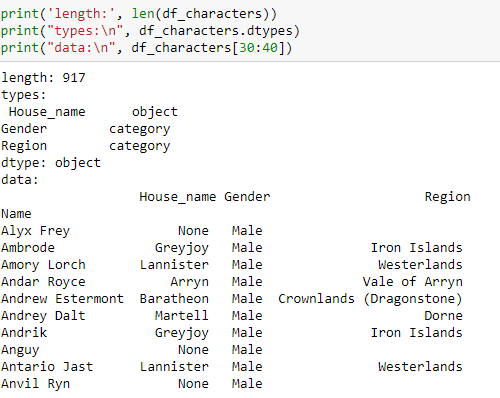 print('length:', len(df_characters))
print("types:\n", df_characters.dtypes)
print("data:\n", df_characters[30:40])
length: 917
types:
 House_name      object
Gender        category
Region        category
dtype: object
data:
                  House_name Gender                    Region
Name
Alyx Frey              None   Male
Ambrode             Greyjoy   Male              Iron Islands
Amory Lorch       Lannister   Male               Westerlands
Andar Royce           Arryn   Male             Vale of Arryn
Andrew Estermont  Baratheon   Male  Crownlands (Dragonstone)
Andrey Dalt         Martell   Male                     Dorne
Andrik              Greyjoy   Male              Iron Islands
Anguy                  None   Male
Antario Jast      Lannister   Male               Westerlands
Anvil Ryn              None   Male